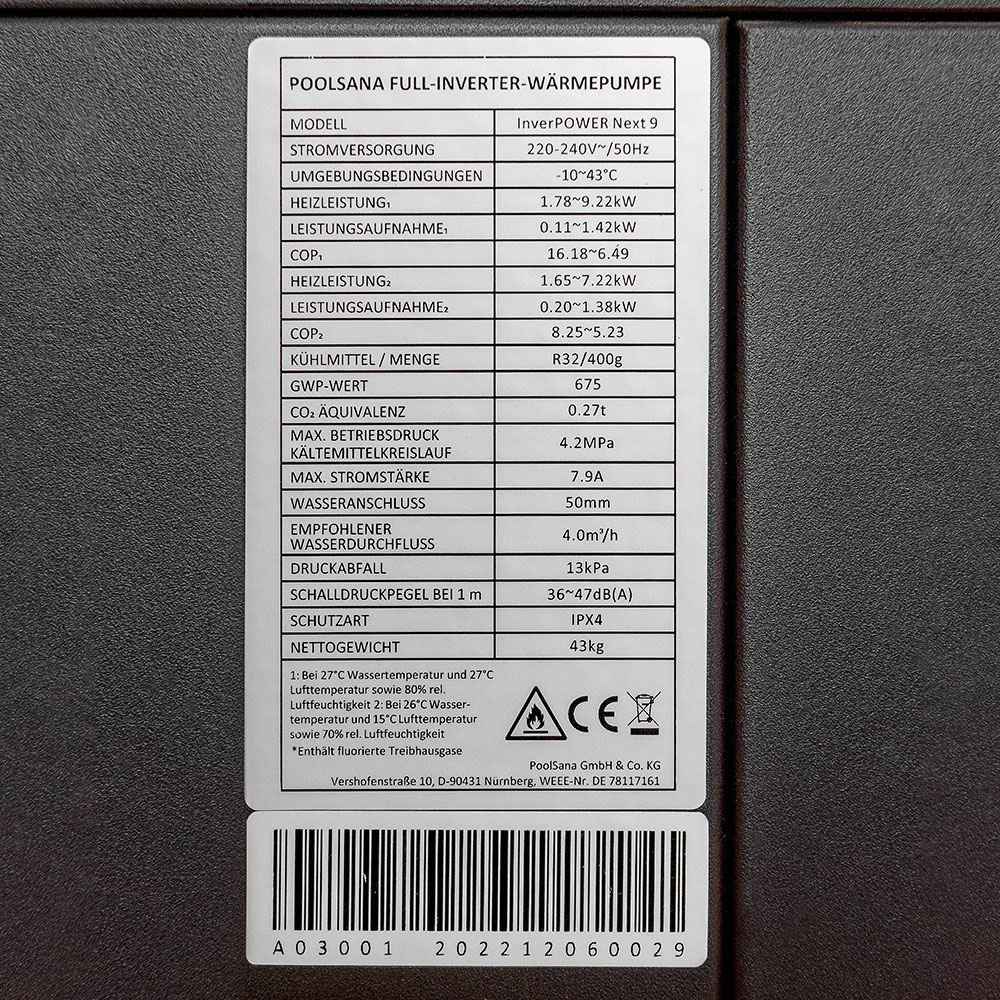 POOLSANA FULL-INVERTER-WÄRMEPUMPE
MODELL InverPOWER Next 9
STROMVERSORGUNG 220-240V~/50Hz
UMGEBUNGSBEDINGUNGEN -10~43°C
HEIZLEISTUNG₁ 1.78~9.22kW
LEISTUNGSAUFNAHME₁ 0.11~1.42kW
COP₁ 16.18~6.49
HEIZLEISTUNG₂ 1.65~7.22kW
LEISTUNGSAUFNAHME₂ 0.20~1.38kW
COP₂ 8.25~5.23
KÜHLMITTEL / MENGE R32/400g
GWP-WERT 675
CO₂ ÄQUIVALENZ 0.27t
MAX. BETRIEBSDRUCK
KÄLTEMITTELKREISLAUF 4.2MPa
MAX. STROMSTÄRKE 7.9A
WASSERANSCHLUSS 50mm
EMPFOHLENER
WASSERDURCHFLUSS 4.0m³/h
DRUCKABFALL 13kPa
SCHALLDRUCKPEGEL BEI 1 m 36~47dB(A)
SCHUTZART IPX4
NETTOGEWICHT 43kg
1: Bei 27°C Wassertemperatur und 27°C
Lufttemperatur sowie 80% rel.
Luftfeuchtigkeit 2: Bei 26°C Wasser-
temperatur und 15°C Lufttemperatur
sowie 70% rel. Luftfeuchtigkeit
*Enthält fluorierte Treibhausgase
CE
PoolSana GmbH & Co. KG
Vershofenstraße 10, D-90431 Nürnberg, WEEE-Nr. DE 78117161
A03001 202212060029